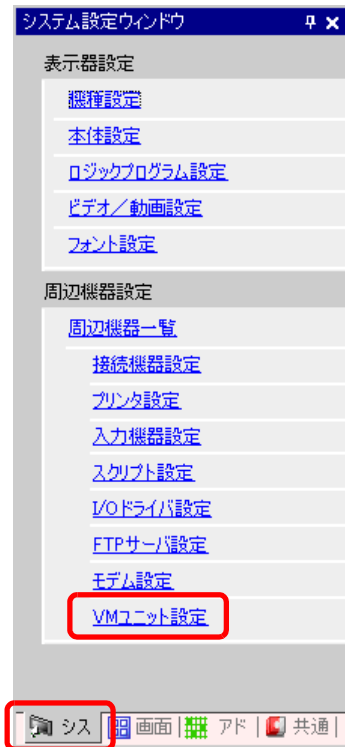 システム設定ウィンドウ
表示器設定
機種設定
本体設定
ロジックプログラム設定
ビデオ／動画設定
フォント設定
周辺機器設定
周辺機器一覧
接続機器設定
プリンタ設定
入力機器設定
スクリプト設定
I/Oドライバ設定
FTPサーバ設定
モデム設定
VMユニット設定
シス 画面 アド 共通